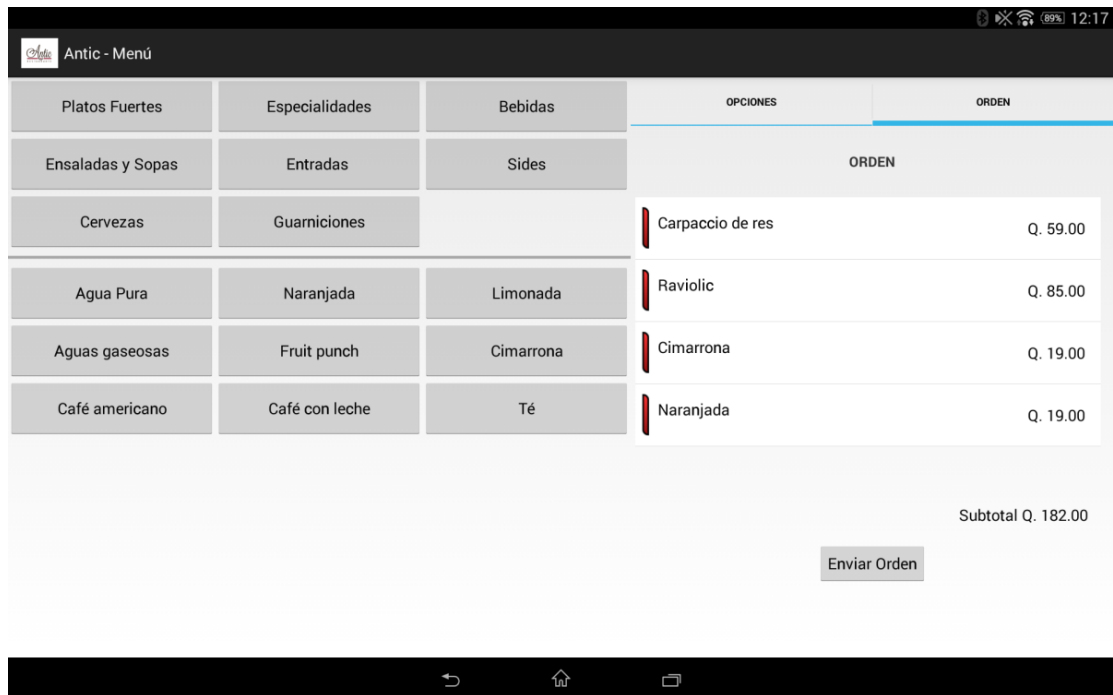 89% 12:17
Antic Antic - Menú
Platos Fuertes Especialidades Bebidas
Ensaladas y Sopas Entradas Sides
Cervezas Guarniciones
Agua Pura Naranjada Limonada
Aguas gaseosas Fruit punch Cimarrona
Café americano Café con leche Té
OPCIONES ORDEN
ORDEN
Carpaccio de res Q. 59.00
Raviolic Q. 85.00
Cimarrona Q. 19.00
Naranjada Q. 19.00
Subtotal Q. 182.00
Enviar Orden